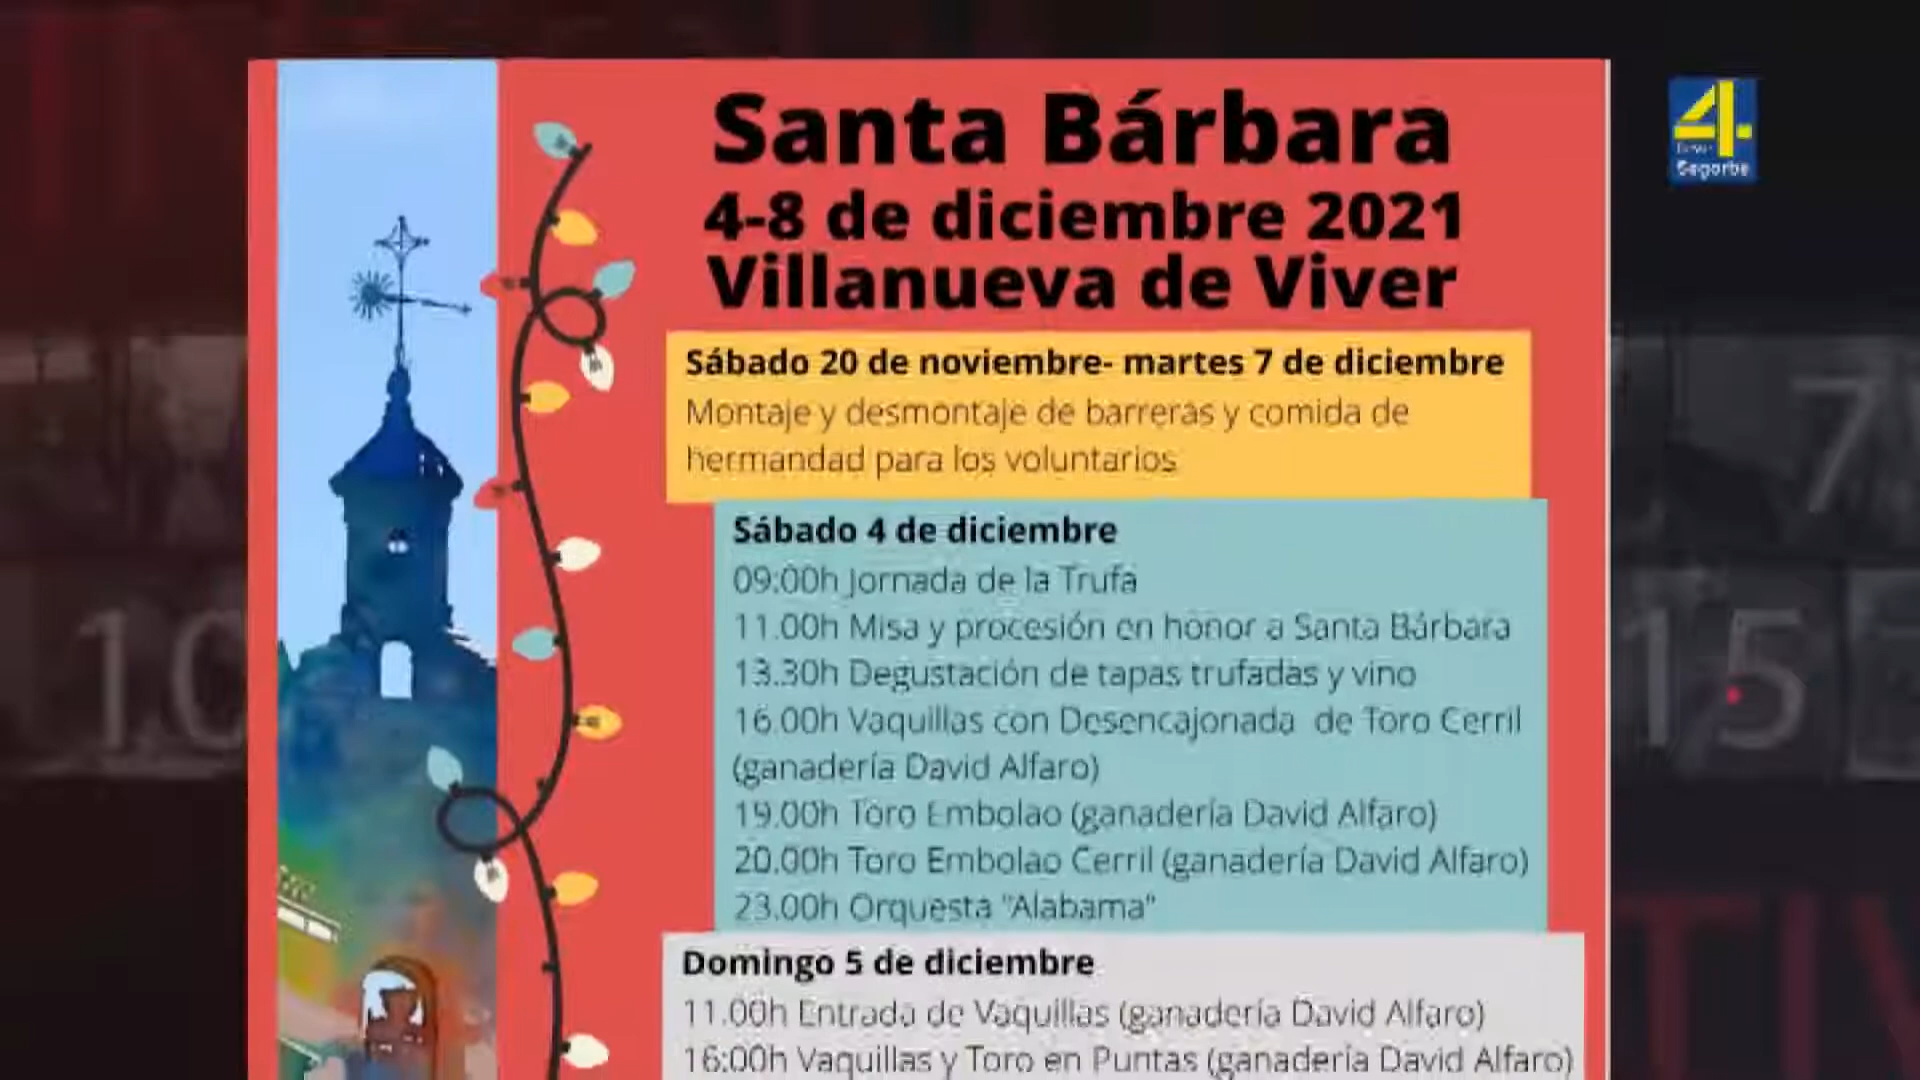 Santa Bárbara
4-8 de diciembre 2021
Villanueva de Viver
Sábado 20 de noviembre- martes 7 de diciembre
Montaje y desmontaje de barreras y comida de
hermandad para los voluntarios
Sábado 4 de diciembre
09:00h Jornada de la Trufa
11.00h Misa y procesión en honor a Santa Bárbara
13.30h Degustación de tapas trufadas y vino
16.00h Vaquillas con Desencajonada de Toro Cerril
(ganadería David Alfaro)
19.00h Toro Embolao (ganadería David Alfaro)
20.00h Toro Embolao Cerril (ganadería David Alfaro)
23.00h Orquesta "Alabama"
Domingo 5 de diciembre
11.00h Entrada de Vaquillas (ganadería David Alfaro)
16:00h Vaquillas y Toro en Puntas (ganadería David Alfaro)
4
Segorbe
10
7
15
TIV